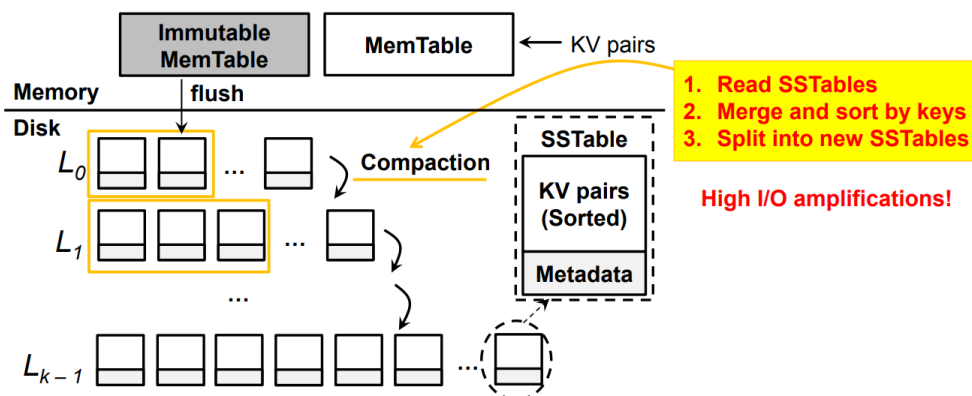 Immutable
MemTable
MemTable
KV pairs
Memory
flush
Disk
1. Read SSTables
2. Merge and sort by keys
3. Split into new SSTables
SSTable
L0
...
Compaction
KV pairs
(Sorted)
High I/O amplifications!
L1
...
Metadata
...
Lk – 1
...